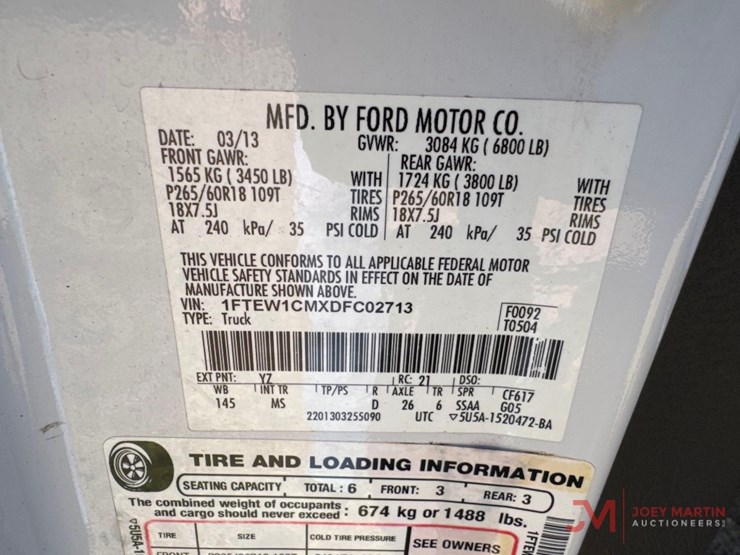 MFD. BY FORD MOTOR CO.
DATE: 03/13 GVWR: 3084 KG ( 6800 LB)
FRONT GAWR: REAR GAWR:
1565 KG ( 3450 LB) WITH 1724 KG ( 3800 LB) WITH
P265/60R18 109T TIRES P265/60R18 109T TIRES
18X7.5J RIMS 18X7.5J RIMS
AT 240 kPa/ 35 PSI COLD AT 240 kPa/ 35 PSI COLD
THIS VEHICLE CONFORMS TO ALL APPLICABLE FEDERAL MOTOR
VEHICLE SAFETY STANDARDS IN EFFECT ON THE DATE OF
MANUFACTURE SHOWN ABOVE.
VIN: 1FTEW1CMXDFC02713 F0092
TYPE: Truck T0504
EXT PNT: YZ RC: 21 DSO:
WB INT TR TP/PS R AXLE TR SPR CF617
145 MS D 26 6 SSAA G05
220130325S090 UTC ▽5U5A-1520472-BA
TIRE AND LOADING INFORMATION
SEATING CAPACITY TOTAL: 6 FRONT: 3 REAR: 3
The combined weight of occupants
and cargo should never exceed : 674 kg or 1488 lbs.
TIRE SIZE COLD TIRE PRESSURE SEE OWNERS
FRONT
JM JOEY MARTIN
AUCTIONEERS